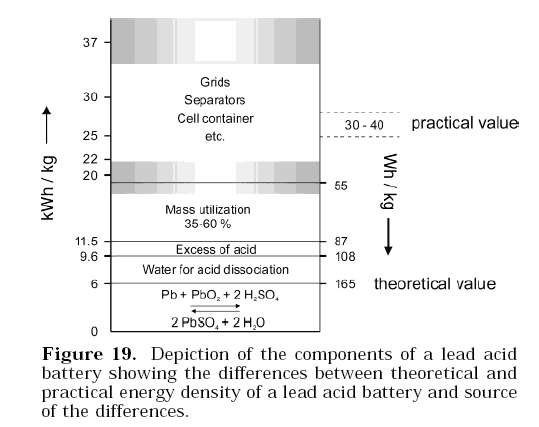 37
30
25
22
20
11.5
9.6
6
0
kWh / kg
Grids
Separators
Cell container
etc.
Mass utilization
35-60 %
Excess of acid
Water for acid dissociation
Pb + PbO₂ + 2 H₂SO₄
2 PbSO₄ + 2 H₂O
30 - 40
practical value
55
Wh / kg
87
108
165
theoretical value
Figure 19. Depiction of the components of a lead acid
battery showing the differences between theoretical and
practical energy density of a lead acid battery and source
of the differences.